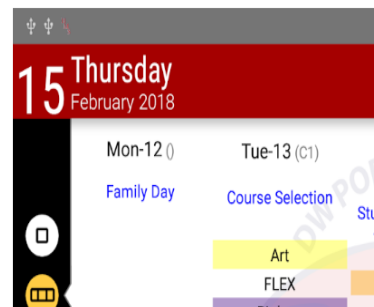 15 Thursday
February 2018
Mon-12 () Tue-13 (C1)
Family Day Course Selection
Art
FLEX